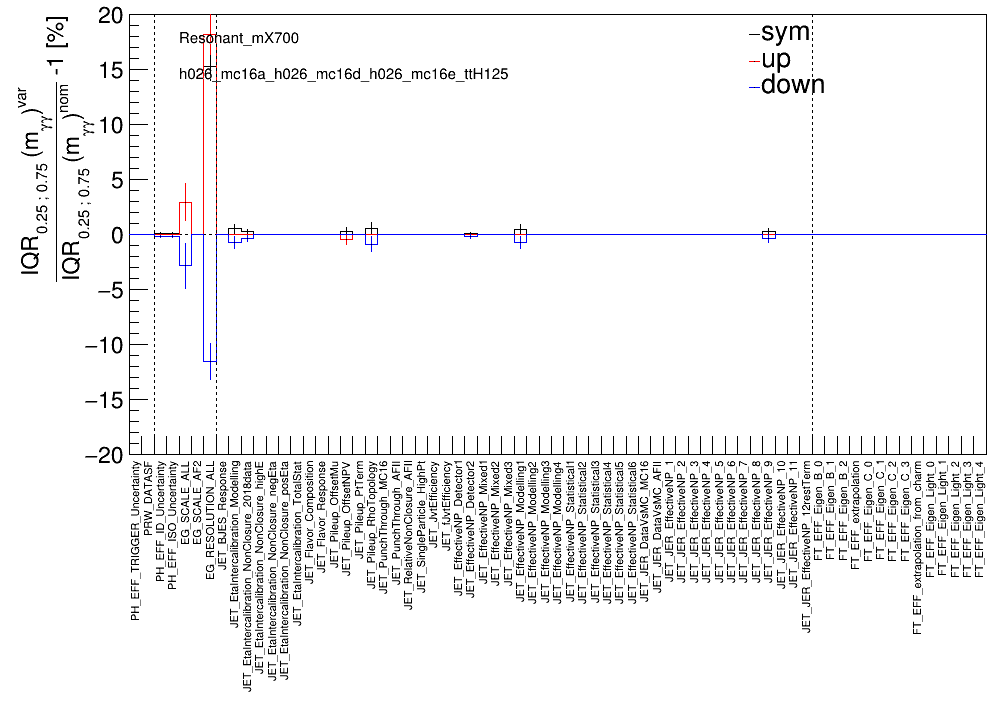 IQR0.25 ; 0.75 (mγγ)var
IQR0.25 ; 0.75 (mγγ)nom -1 [%]
20
15
10
5
0
−5
−10
−15
−20
Resonant_mX700
h026_mc16a_h026_mc16d_h026_mc16e_ttH125
sym
up
down
PH_EFF_TRIGGER_Uncertainty
PRW_DATASF
PH_EFF_ID_Uncertainty
PH_EFF_ISO_Uncertainty
EG_SCALE_ALL
EG_SCALE_AF2
EG_RESOLUTION_ALL
JET_BJES_Response
JET_EtaIntercalibration_Modelling
JET_EtaIntercalibration_NonClosure_2018data
JET_EtaIntercalibration_NonClosure_highE
JET_EtaIntercalibration_NonClosure_negEta
JET_EtaIntercalibration_NonClosure_posEta
JET_EtaIntercalibration_TotalStat
JET_Flavor_Composition
JET_Flavor_Response
JET_Pileup_OffsetMu
JET_Pileup_OffsetNPV
JET_Pileup_PtTerm
JET_Pileup_RhoTopology
JET_PunchThrough_MC16
JET_PunchThrough_AFII
JET_RelativeNonClosure_AFII
JET_SingleParticle_HighPt
JET_JvtEfficiency
JET_fJvtEfficiency
JET_EffectiveNP_Detector1
JET_EffectiveNP_Detector2
JET_EffectiveNP_Mixed1
JET_EffectiveNP_Mixed2
JET_EffectiveNP_Mixed3
JET_EffectiveNP_Modelling1
JET_EffectiveNP_Modelling2
JET_EffectiveNP_Modelling3
JET_EffectiveNP_Modelling4
JET_EffectiveNP_Statistical1
JET_EffectiveNP_Statistical2
JET_EffectiveNP_Statistical3
JET_EffectiveNP_Statistical4
JET_EffectiveNP_Statistical5
JET_EffectiveNP_Statistical6
JET_JER_DataVsMC_MC16
JET_JER_DataVsMC_AFII
JET_JER_EffectiveNP_1
JET_JER_EffectiveNP_2
JET_JER_EffectiveNP_3
JET_JER_EffectiveNP_4
JET_JER_EffectiveNP_5
JET_JER_EffectiveNP_6
JET_JER_EffectiveNP_7
JET_JER_EffectiveNP_8
JET_JER_EffectiveNP_9
JET_JER_EffectiveNP_10
JET_JER_EffectiveNP_11
JET_JER_EffectiveNP_12restTerm
FT_EFF_Eigen_B_0
FT_EFF_Eigen_B_1
FT_EFF_Eigen_B_2
FT_EFF_extrapolation
FT_EFF_Eigen_C_0
FT_EFF_Eigen_C_1
FT_EFF_Eigen_C_2
FT_EFF_Eigen_C_3
FT_EFF_extrapolation_from_charm
FT_EFF_Eigen_Light_0
FT_EFF_Eigen_Light_1
FT_EFF_Eigen_Light_2
FT_EFF_Eigen_Light_3
FT_EFF_Eigen_Light_4